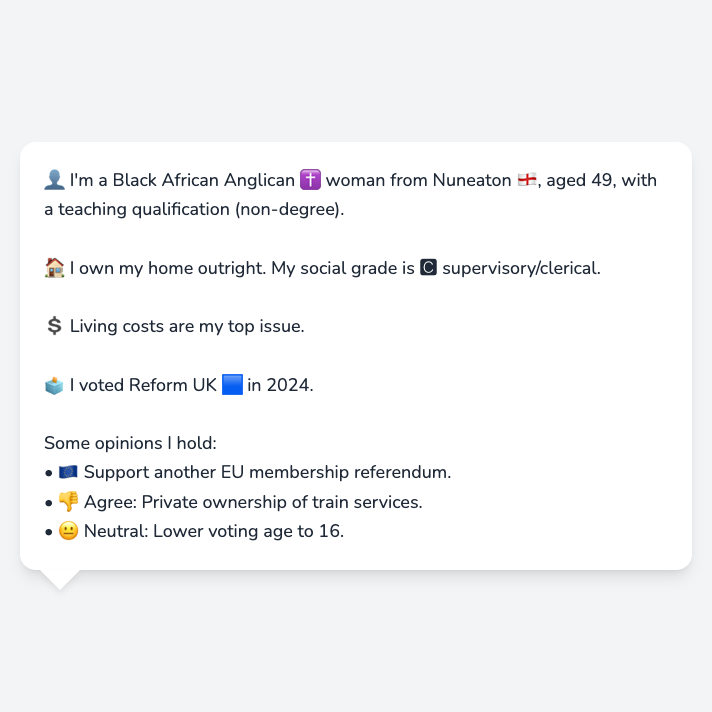 👤 I'm a Black African Anglican ✝️ woman from Nuneaton 🏴󠁧󠁢󠁥󠁮󠁧󠁿, aged 49, with
a teaching qualification (non-degree).
🏠 I own my home outright. My social grade is 🅲 supervisory/clerical.
💲 Living costs are my top issue.
🗳️ I voted Reform UK 🟦 in 2024.
Some opinions I hold:
• 🇪🇺 Support another EU membership referendum.
• 👎 Agree: Private ownership of train services.
• 😐 Neutral: Lower voting age to 16.